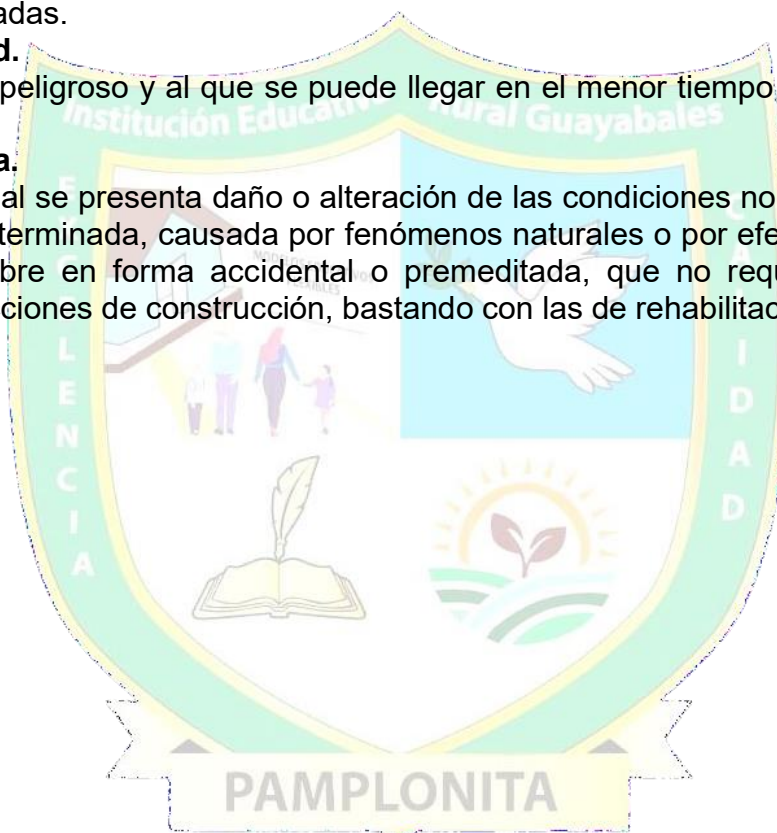 adas.
d.
peligroso y al que se puede llegar en el menor tiempo
Institución Educativa Rural Guayabales
a.
al se presenta daño o alteración de las condiciones no
terminada, causada por fenómenos naturales o por efe
bre en forma accidental o premeditada, que no requ
ciones de construcción, bastando con las de rehabilitac
EXCELENCIA
CALIDAD
PAMPLONITA